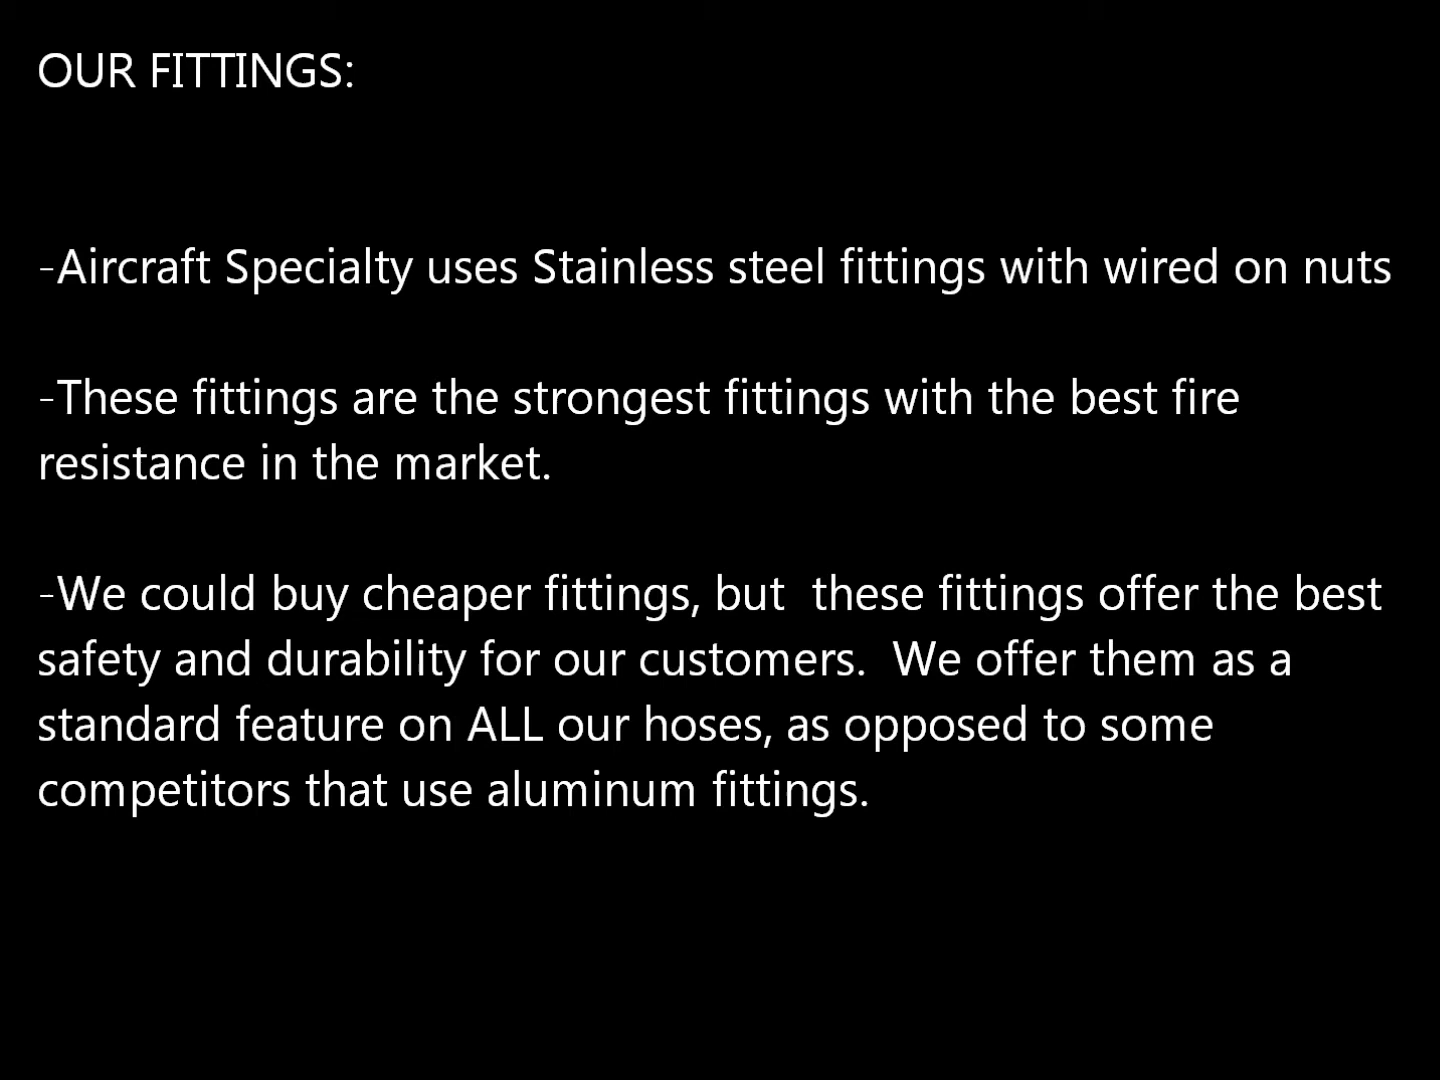 OUR FITTINGS:
-Aircraft Specialty uses Stainless steel fittings with wired on nuts
-These fittings are the strongest fittings with the best fire
resistance in the market.
-We could buy cheaper fittings, but  these fittings offer the best
safety and durability for our customers.  We offer them as a
standard feature on ALL our hoses, as opposed to some
competitors that use aluminum fittings.